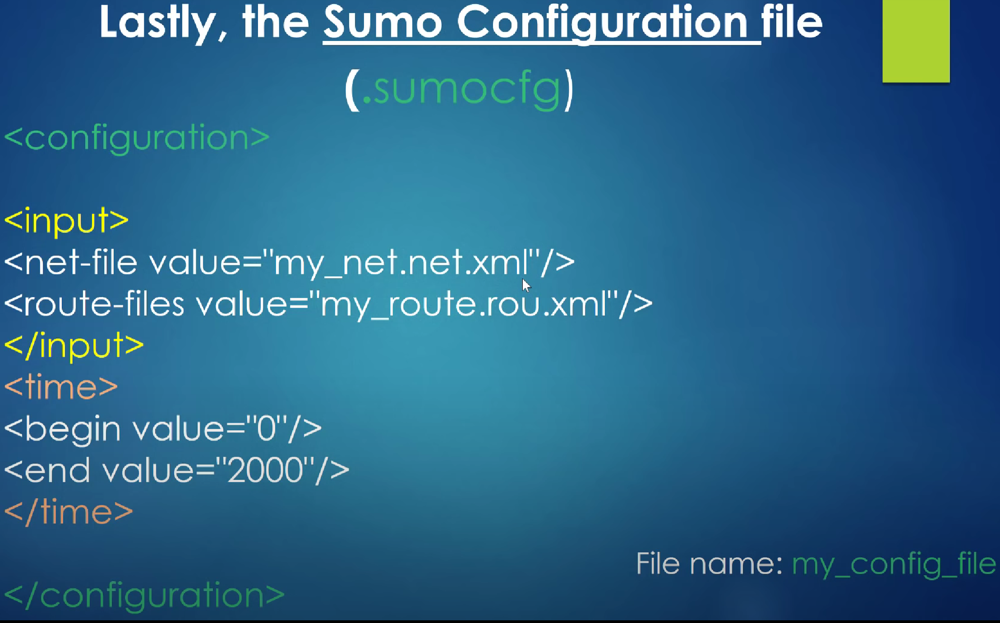 Lastly, the Sumo Configuration file
(.sumocfg)
<configuration>
<input>
<net-file value="my_net.net.xml"/>
<route-files value="my_route.rou.xml"/>
</input>
<time>
<begin value="0"/>
<end value="2000"/>
</time>
File name: my_config_file
</configuration>